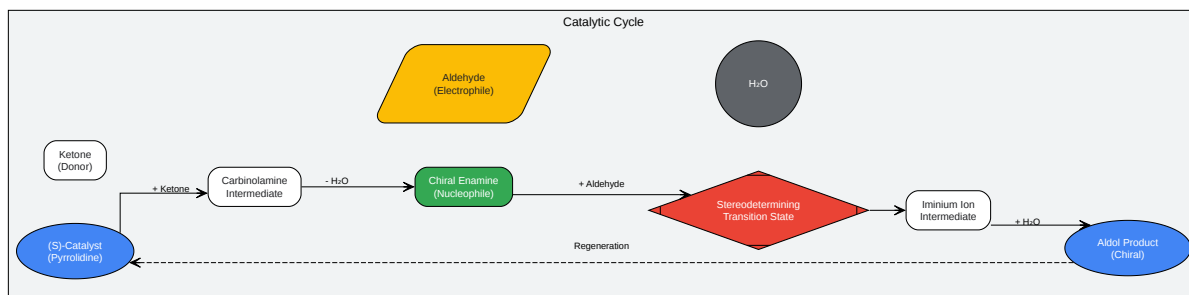 Catalytic Cycle
Aldehyde
(Electrophile)
H₂O
Ketone
(Donor)
+ Ketone
Carbinolamine
Intermediate
- H₂O
Chiral Enamine
(Nucleophile)
+ Aldehyde
Stereodetermining
Transition State
Iminium Ion
Intermediate
+ H₂O
(S)-Catalyst
(Pyrrolidine)
Regeneration
Aldol Product
(Chiral)